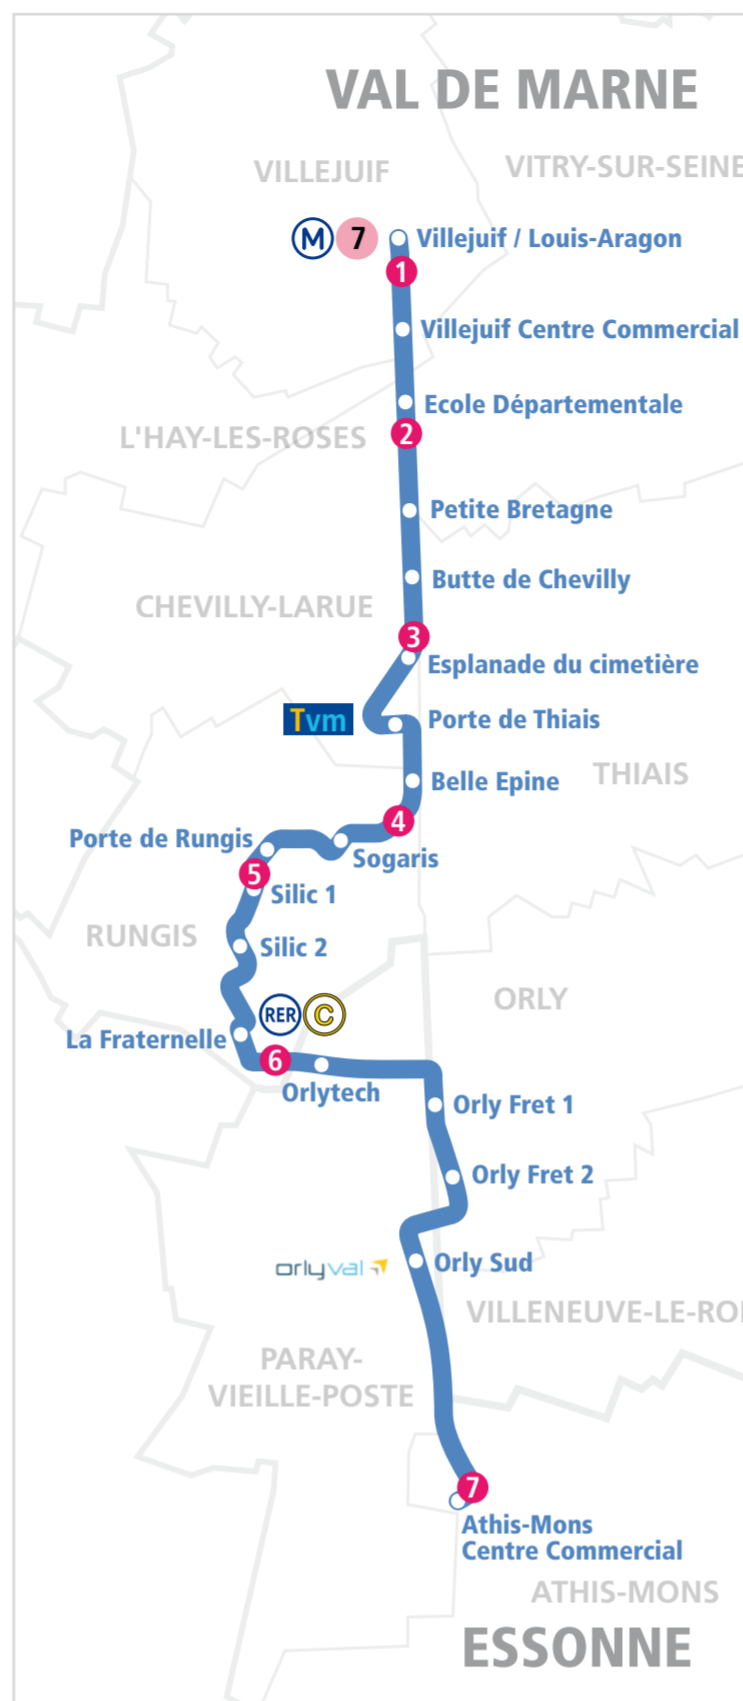 VAL DE MARNE
VILLEJUIF
VITRY-SUR-SEINE
M 7 Villejuif / Louis-Aragon
1
Villejuif Centre Commercial
Ecole Départementale
L'HAY-LES-ROSES
2
Petite Bretagne
Butte de Chevilly
CHEVILLY-LARUE
3
Esplanade du cimetière
Tvm
Porte de Thiais
THIAIS
Belle Epine
4
Porte de Rungis
Sogaris
5
Silic 1
RUNGIS
Silic 2
ORLY
RER C
La Fraternelle
6
Orlytech
Orly Fret 1
Orly Fret 2
orlyval
Orly Sud
VILLENEUVE-LE-RO
PARAY-
VIEILLE-POSTE
7
Athis-Mons
Centre Commercial
ATHIS-MONS
ESSONNE